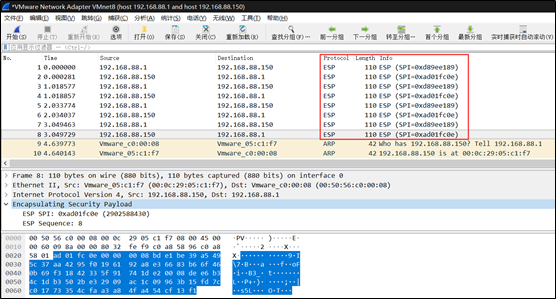 *VMware Network Adapter VMnet8 (host 192.168.88.1 and host 192.168.88.150)
文件(F) 编辑(E) 视图(V) 跳转(G) 捕获(C) 分析(A) 统计(S) 电话(Y) 无线(W) 工具(T) 帮助(H)
开始(S) 停止(T) 重新开始(R) 选项 打开(O) 保存(S) 关闭(C) 重新加载(R) 查找分组(F)… 前一分组 下一分组 转至分组… 首个分组 最新分组 实时捕获时自动滚动(V)
应用显示过滤器 … <Ctrl-/>
No. Time Source Destination Protocol Length Info
1 0.000000 192.168.88.1 192.168.88.150 ESP 110 ESP (SPI=0xd89ee189)
2 0.000281 192.168.88.150 192.168.88.1 ESP 110 ESP (SPI=0xad01fc0e)
3 1.018577 192.168.88.1 192.168.88.150 ESP 110 ESP (SPI=0xd89ee189)
4 1.018857 192.168.88.150 192.168.88.1 ESP 110 ESP (SPI=0xad01fc0e)
5 2.033774 192.168.88.1 192.168.88.150 ESP 110 ESP (SPI=0xd89ee189)
6 2.034037 192.168.88.150 192.168.88.1 ESP 110 ESP (SPI=0xad01fc0e)
7 3.049463 192.168.88.1 192.168.88.150 ESP 110 ESP (SPI=0xd89ee189)
8 3.049729 192.168.88.150 192.168.88.1 ESP 110 ESP (SPI=0xad01fc0e)
9 4.639773 Vmware_c0:00:08 Vmware_05:c1:f7 ARP 42 Who has 192.168.88.150? Tell 192.168.88.1
10 4.640143 Vmware_05:c1:f7 Vmware_c0:00:08 ARP 42 192.168.88.150 is at 00:0c:29:05:c1:f7
Frame 8: 110 bytes on wire (880 bits), 110 bytes captured (880 bits) on interface 0
Ethernet II, Src: Vmware_05:c1:f7 (00:0c:29:05:c1:f7), Dst: Vmware_c0:00:08 (00:50:56:c0:00:08)
Internet Protocol Version 4, Src: 192.168.88.150, Dst: 192.168.88.1
Encapsulating Security Payload
ESP SPI: 0xad01fc0e (2902588430)
ESP Sequence: 8
0000 00 50 56 c0 00 08 00 0c 29 05 c1 f7 08 00 45 00
0010 00 60 09 8a 00 00 80 32 fe f9 c0 a8 58 96 c0 a8
0020 58 01 ad 01 fc 0e 00 00 00 08 bd e1 be 39 a5 49
0030 5c 37 aa 42 95 f0 19 61 92 a8 e3 66 83 b6 6f 46
0040 0b 69 f3 18 42 33 5f 91 74 1d e2 00 08 de e6 b3
0050 4c 1d b3 50 b2 e3 29 09 ac 1c 09 96 3b 15 fd 7c
0060 c0 17 73 35 4c fa a3 a8 4f a4 54 cf 13 f1